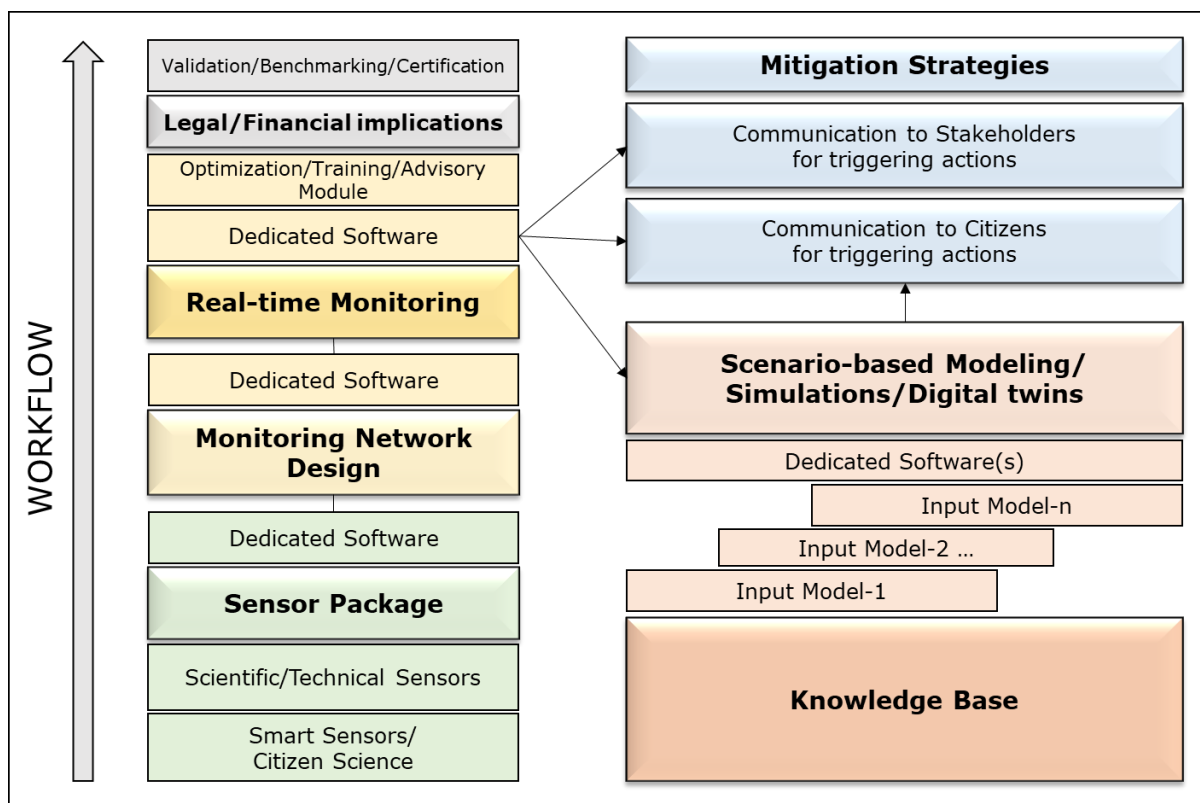 WORKFLOW
Validation/Benchmarking/Certification
Legal/Financial implications
Optimization/Training/Advisory
Module
Dedicated Software
Real-time Monitoring
Dedicated Software
Monitoring Network
Design
Dedicated Software
Sensor Package
Scientific/Technical Sensors
Smart Sensors/
Citizen Science
Mitigation Strategies
Communication to Stakeholders
for triggering actions
Communication to Citizens
for triggering actions
Scenario-based Modeling/
Simulations/Digital twins
Dedicated Software(s)
Input Model-n
Input Model-2 ...
Input Model-1
Knowledge Base